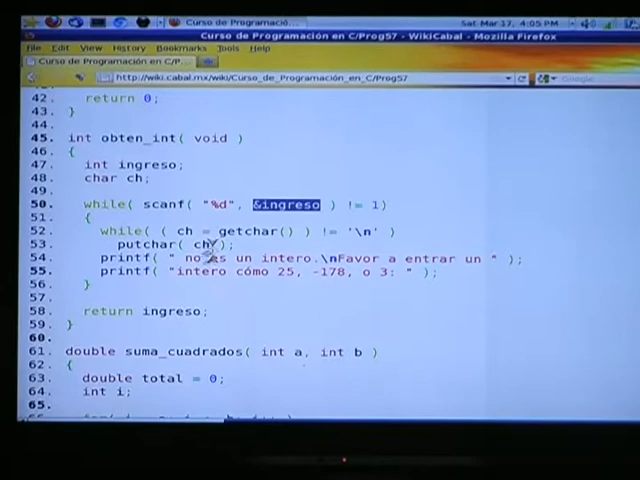 Curso de Programació...
Sat Mar 17, 4:05 PM
Curso de Programación en C/Prog57 - WikiCabal - Mozilla Firefox
File Edit View History Bookmarks Tools Help
Curso de Programación en C/P...
http://wiki.cabal.mx/wiki/Curso_de_Programación_en_C/Prog57
Google
42. return 0;
43. }
44.
45. int obten_int( void )
46. {
47. int ingreso;
48. char ch;
49.
50. while( scanf( "%d", &ingreso ) != 1)
51. {
52. while( ( ch = getchar() ) != '\n' )
53. putchar( ch );
54. printf( " no es un intero.\nFavor a entrar un " );
55. printf( "intero cómo 25, -178, o 3: " );
56. }
57.
58. return ingreso;
59. }
60.
61. double suma_cuadrados( int a, int b )
62. {
63. double total = 0;
64. int i;
65.